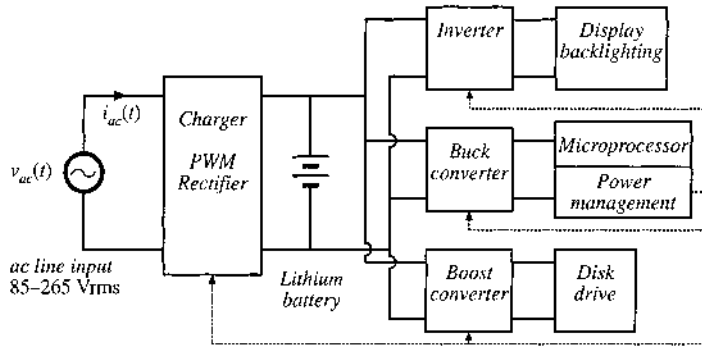 Inverter
Display
backlighting
i_ac(t)
Charger
PWM
Rectifier
v_ac(t)
Buck
converter
Microprocessor
Power
management
ac line input
85–265 Vrms
Lithium
battery
Boost
converter
Disk
drive